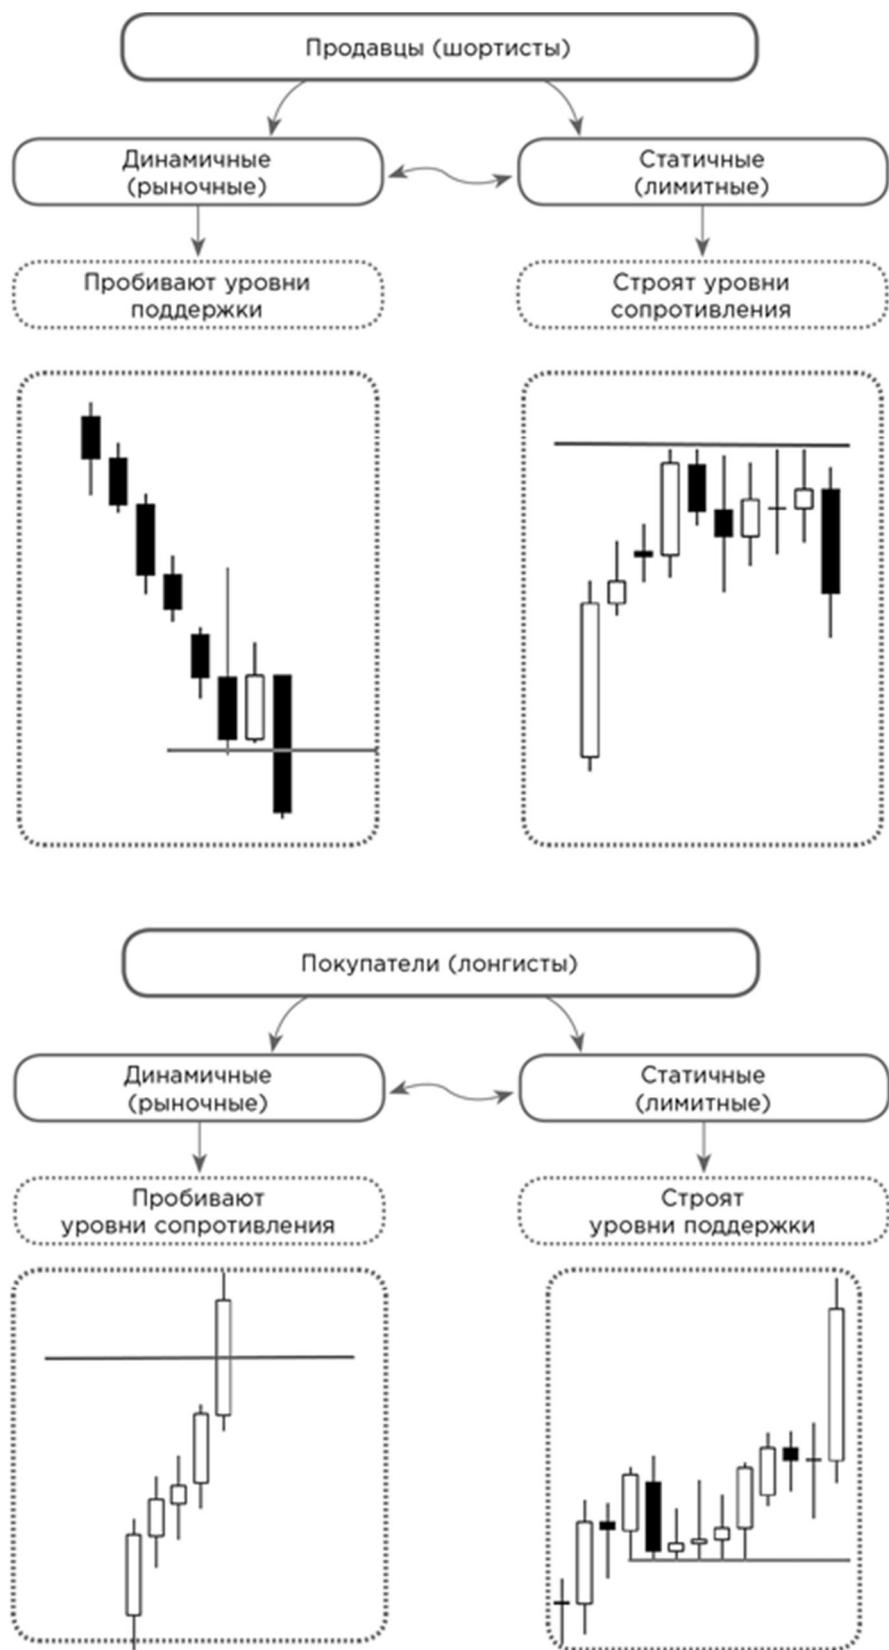 Продавцы (шортисты)
Динамичные
(рыночные)
Статичные
(лимитные)
Пробивают уровни
поддержки
Строят уровни
сопротивления
Покупатели (лонгисты)
Динамичные
(рыночные)
Статичные
(лимитные)
Пробивают
уровни сопротивления
Строят
уровни поддержки